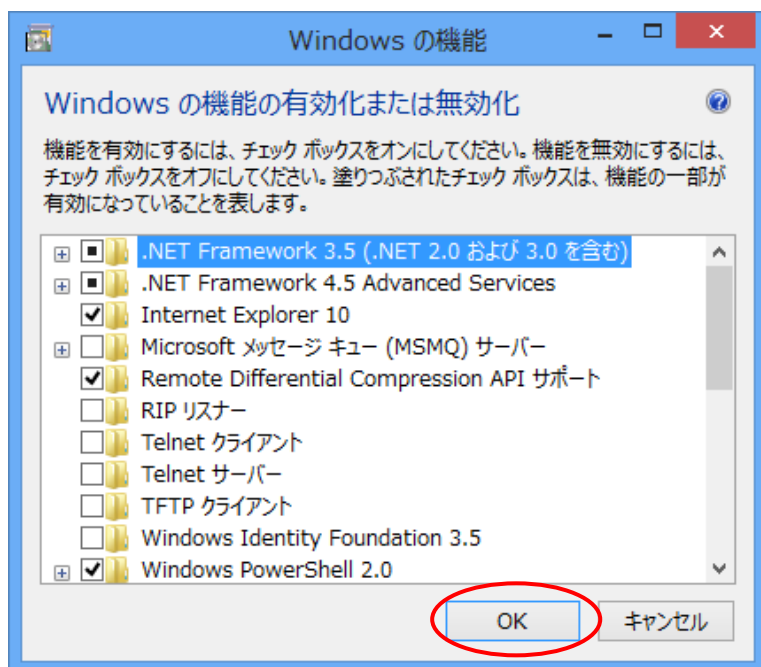 Windows の機能
Windows の機能の有効化または無効化
機能を有効にするには、チェック ボックスをオンにしてください。機能を無効にするには、
チェック ボックスをオフにしてください。塗りつぶされたチェック ボックスは、機能の一部が
有効になっていることを表します。
.NET Framework 3.5 (.NET 2.0 および 3.0 を含む)
.NET Framework 4.5 Advanced Services
Internet Explorer 10
Microsoft メッセージ キュー (MSMQ) サーバー
Remote Differential Compression API サポート
RIP リスナー
Telnet クライアント
Telnet サーバー
TFTP クライアント
Windows Identity Foundation 3.5
Windows PowerShell 2.0
OK キャンセル